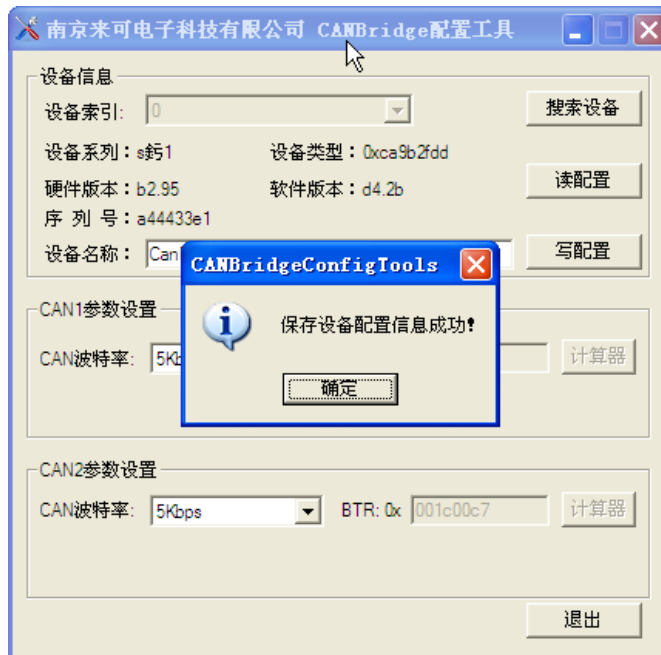 南京来可电子科技有限公司 CANBridge配置工具
设备信息
设备索引: 0
搜索设备
设备系列：s鈣1 设备类型：0xca9b2fdd
读配置
硬件版本：b2.95 软件版本：d4.2b
序 列 号：a44433e1
设备名称： Can
写配置
CANBridgeConfigTools
保存设备配置信息成功!
确定
CAN1参数设置
CAN波特率: 5Kb
计算器
CAN2参数设置
CAN波特率: 5Kbps BTR: 0x 001c00c7 计算器
退出